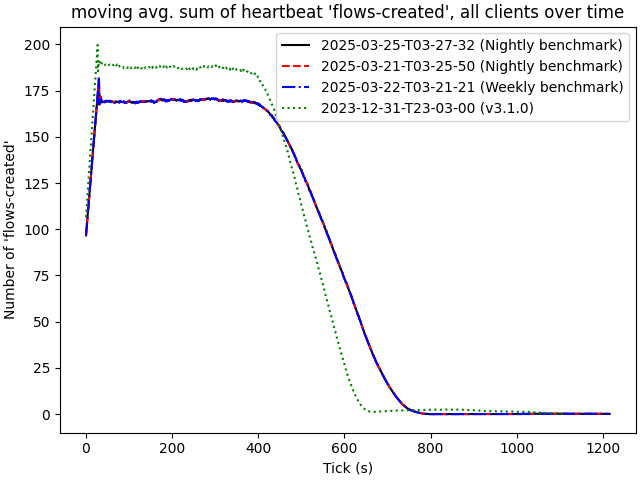 moving avg. sum of heartbeat 'flows-created', all clients over time
2025-03-25-T03-27-32 (Nightly benchmark)
2025-03-21-T03-25-50 (Nightly benchmark)
2025-03-22-T03-21-21 (Weekly benchmark)
2023-12-31-T23-03-00 (v3.1.0)
Number of 'flows-created'
200
175
150
125
100
75
50
25
0
0
200
400
600
800
1000
1200
Tick (s)